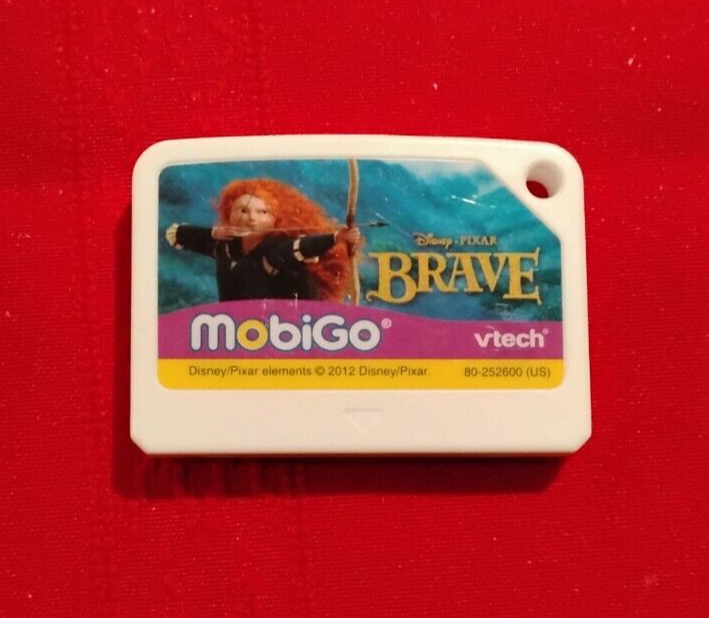 Disney·PIXAR
BRAVE
MobiGo®
vtech®
Disney/Pixar elements © 2012 Disney/Pixar.
80-252600 (US)